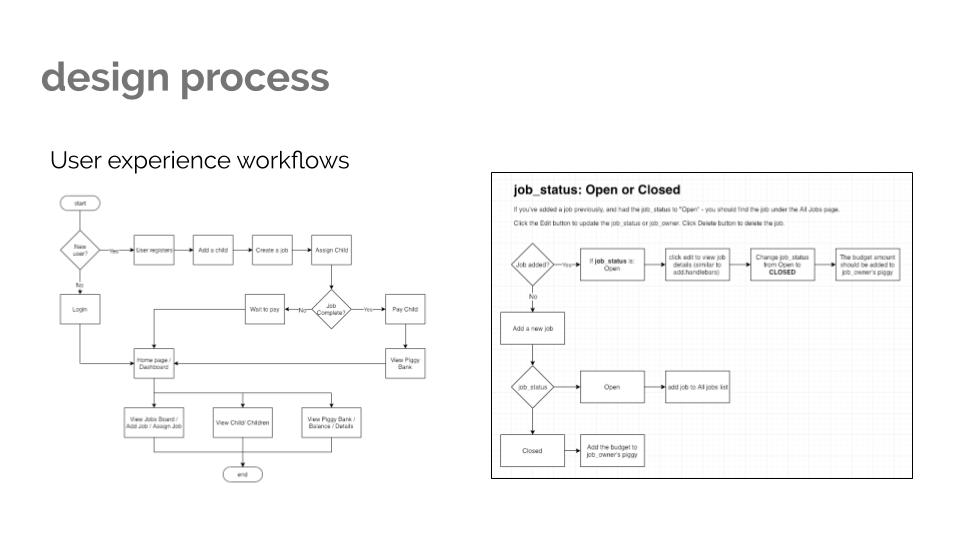 design process
User experience workflows
start
New
user?
Yes
User registers
Add a child
Create a job
Assign Child
No
Login
Wait to pay
No
Job
Complete?
Yes
Pay Child
Home page /
Dashboard
View Piggy
Bank
View Jobs Board /
Add Job / Assign Job
View Child/ Children
View Piggy Bank /
Balance / Details
end
job_status: Open or Closed
If you've added a job previously, and had the job_status to "Open" - you should find the job under the All Jobs page.
Click the Edit button to update the job_status or job_owner. Click Delete button to delete the job.
Job added?
Yes
If job_status is:
Open
click edit to view job
details (similar to
add.handlebars)
Change job_status
from Open to
CLOSED
The budget amount
should be added to
job_owner's piggy
No
Add a new job
job_status
Open
add job to All jobs list
Closed
Add the budget to
job_owner's piggy